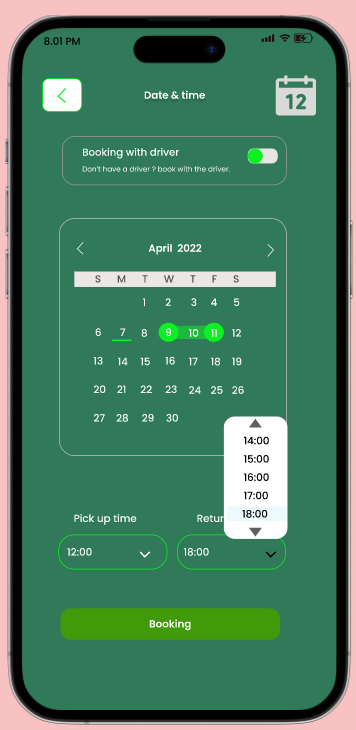 8.01 PM
Date & time
12
Booking with driver
Don't have a driver ? book with the driver.
April 2022
S M T W T F S
1 2 3 4 5
6 7 8 9 10 11 12
13 14 15 16 17 18 19
20 21 22 23 24 25 26
27 28 29 30
14:00
15:00
16:00
17:00
18:00
Pick up time Retur
12:00 18:00
Booking